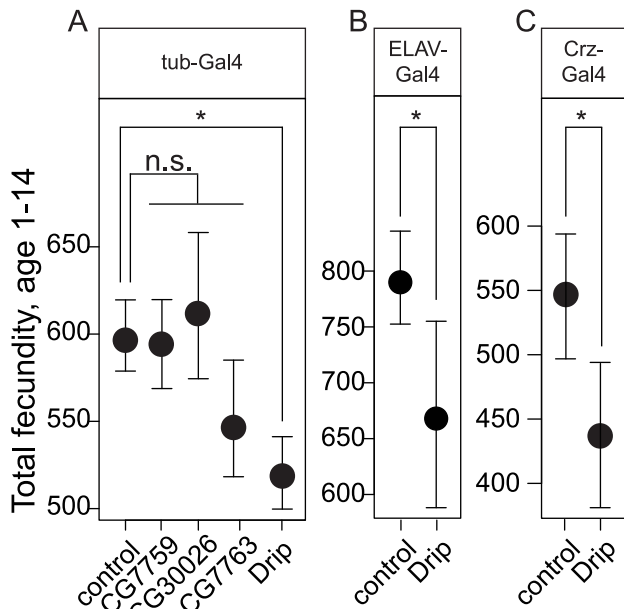 A
B
C
tub-Gal4
ELAV-
Gal4
Crz-
Gal4
*
*
*
n.s.
Total fecundity, age 1-14
650
600
550
500
800
750
700
650
600
600
550
500
450
400
control
CG7759
CG30026
CG7763
Drip
control
Drip
control
Drip